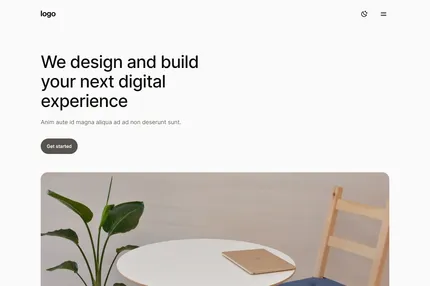 logo
We design and build
your next digital
experience
Anim aute id magna aliqua ad ad non deserunt sunt.
Get started